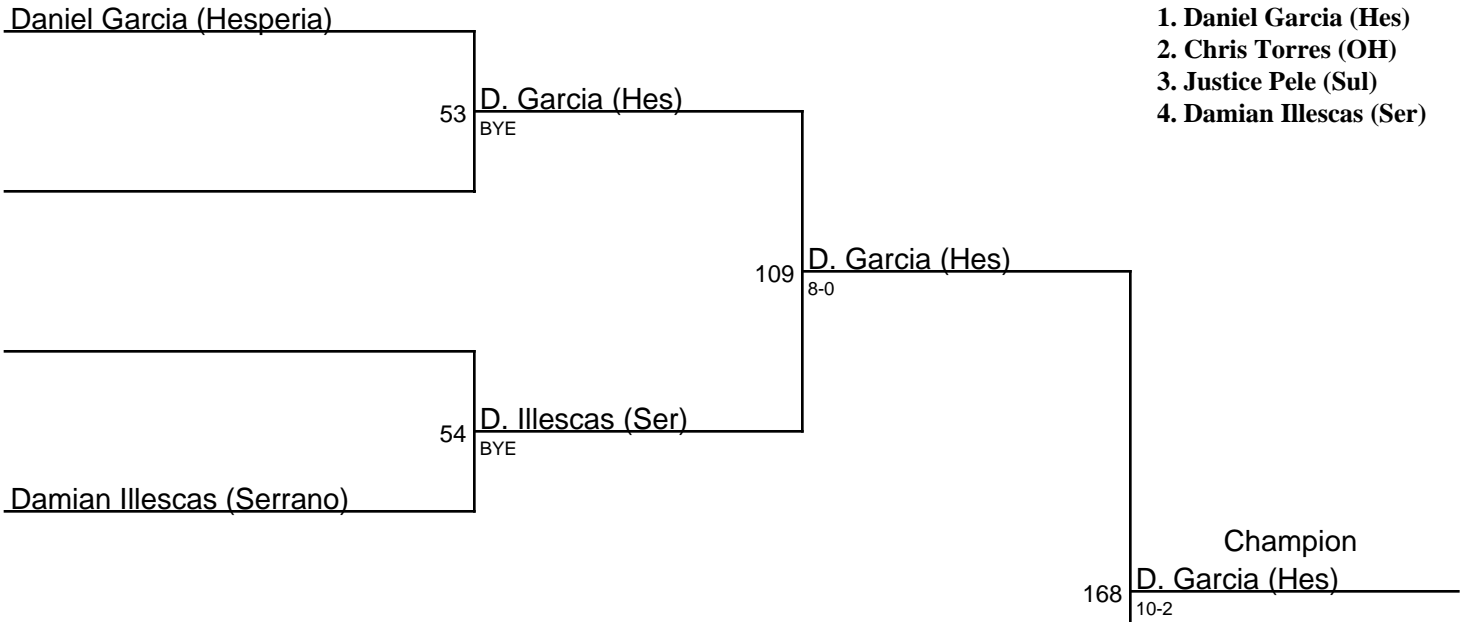 Daniel Garcia (Hesperia)
1. Daniel Garcia (Hes)
2. Chris Torres (OH)
3. Justice Pele (Sul)
4. Damian Illescas (Ser)
53
D. Garcia (Hes)
BYE
109
D. Garcia (Hes)
8-0
54
D. Illescas (Ser)
BYE
Damian Illescas (Serrano)
Champion
168
D. Garcia (Hes)
10-2